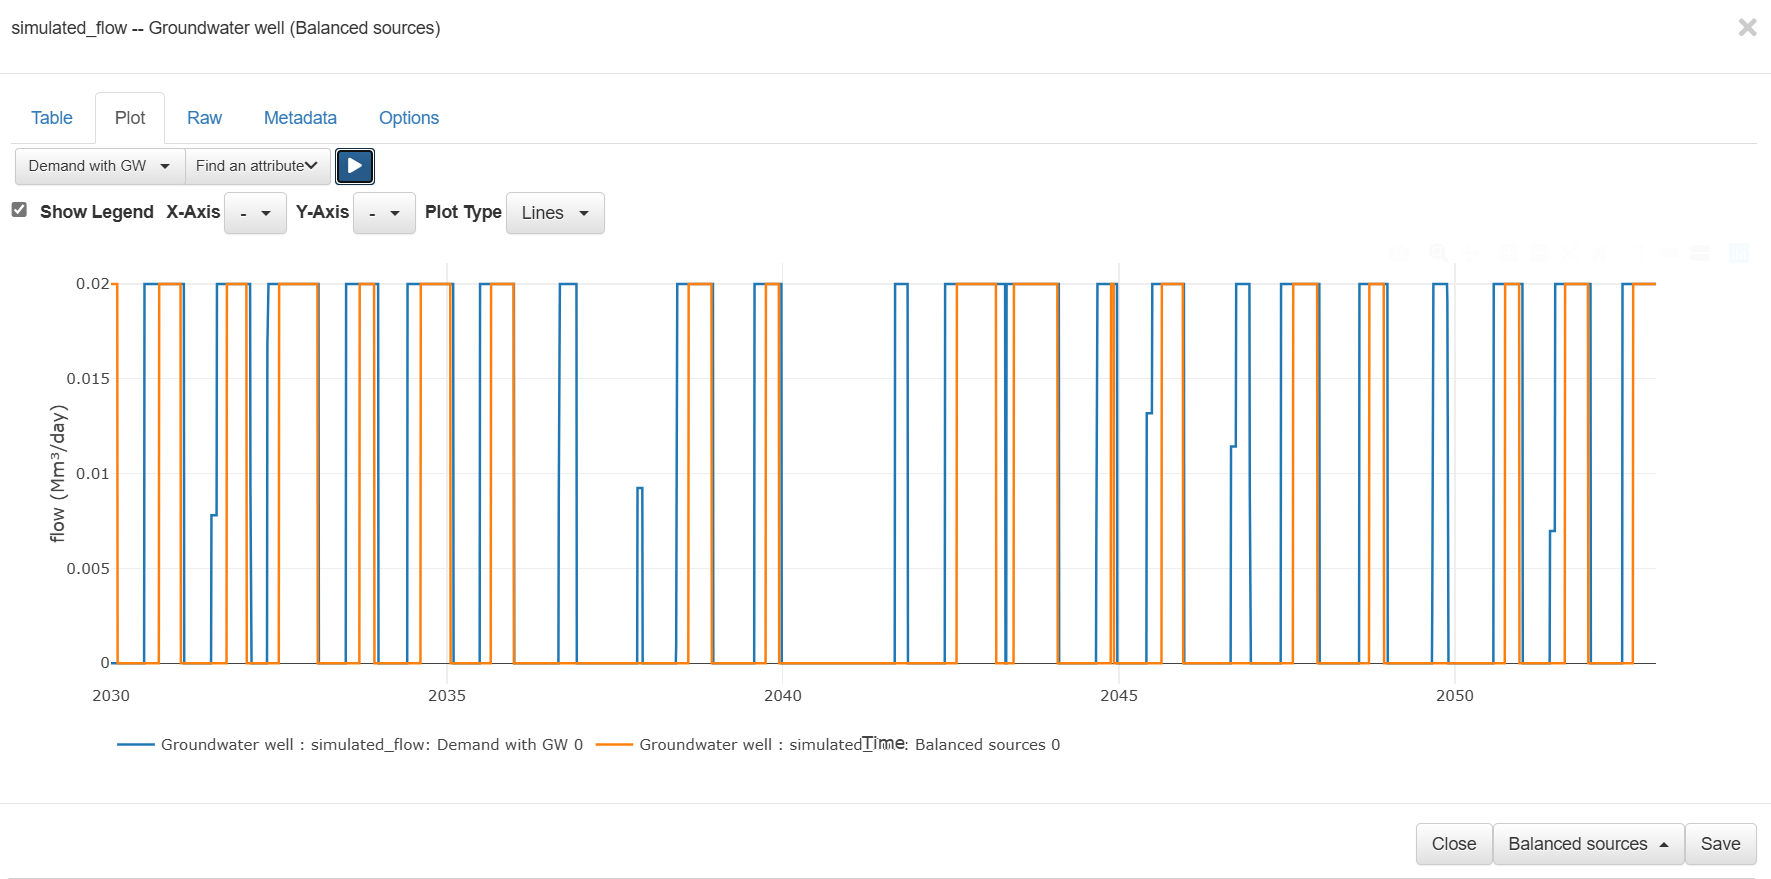 simulated_flow -- Groundwater well (Balanced sources)
Table Plot Raw Metadata Options
Demand with GW Find an attribute
Show Legend X-Axis - Y-Axis - Plot Type Lines
0.02
0.015
0.01
0.005
0
flow (Mm³/day)
2030 2035 2040 2045 2050
Time
Groundwater well : simulated_flow: Demand with GW 0 Groundwater well : simulated_ : Balanced sources 0
Close Balanced sources Save